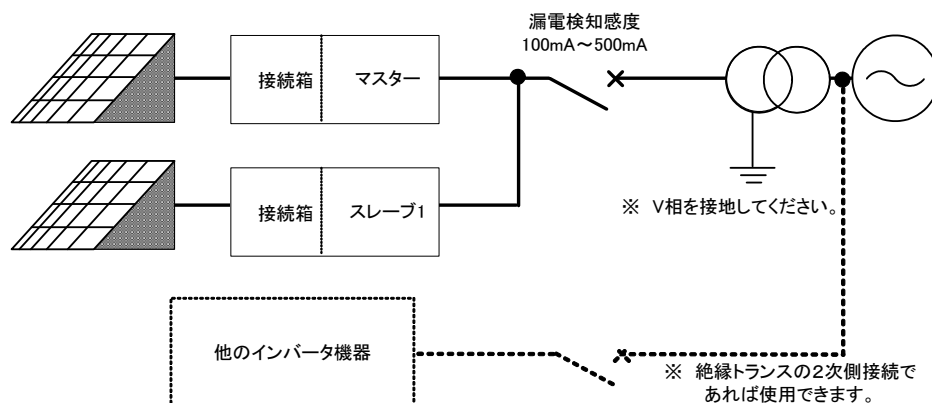 漏電検知感度
100mA～500mA
接続箱
マスター
接続箱
スレーブ1
※ V相を接地してください。
他のインバータ機器
※ 絶縁トランスの2次側接続で
あれば使用できます。